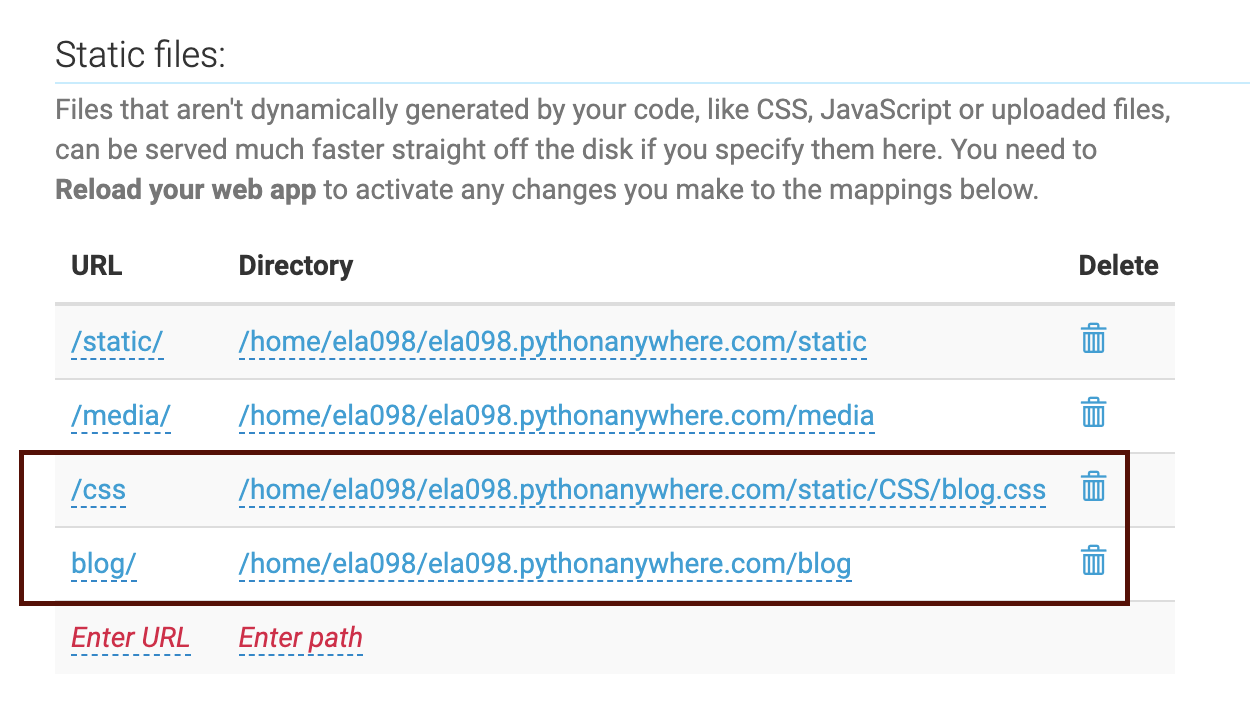 Static files:
Files that aren't dynamically generated by your code, like CSS, JavaScript or uploaded files,
can be served much faster straight off the disk if you specify them here. You need to
Reload your web app to activate any changes you make to the mappings below.
URL Directory Delete
/static/ /home/ela098/ela098.pythonanywhere.com/static
/media/ /home/ela098/ela098.pythonanywhere.com/media
/css /home/ela098/ela098.pythonanywhere.com/static/CSS/blog.css
blog/ /home/ela098/ela098.pythonanywhere.com/blog
Enter URL Enter path